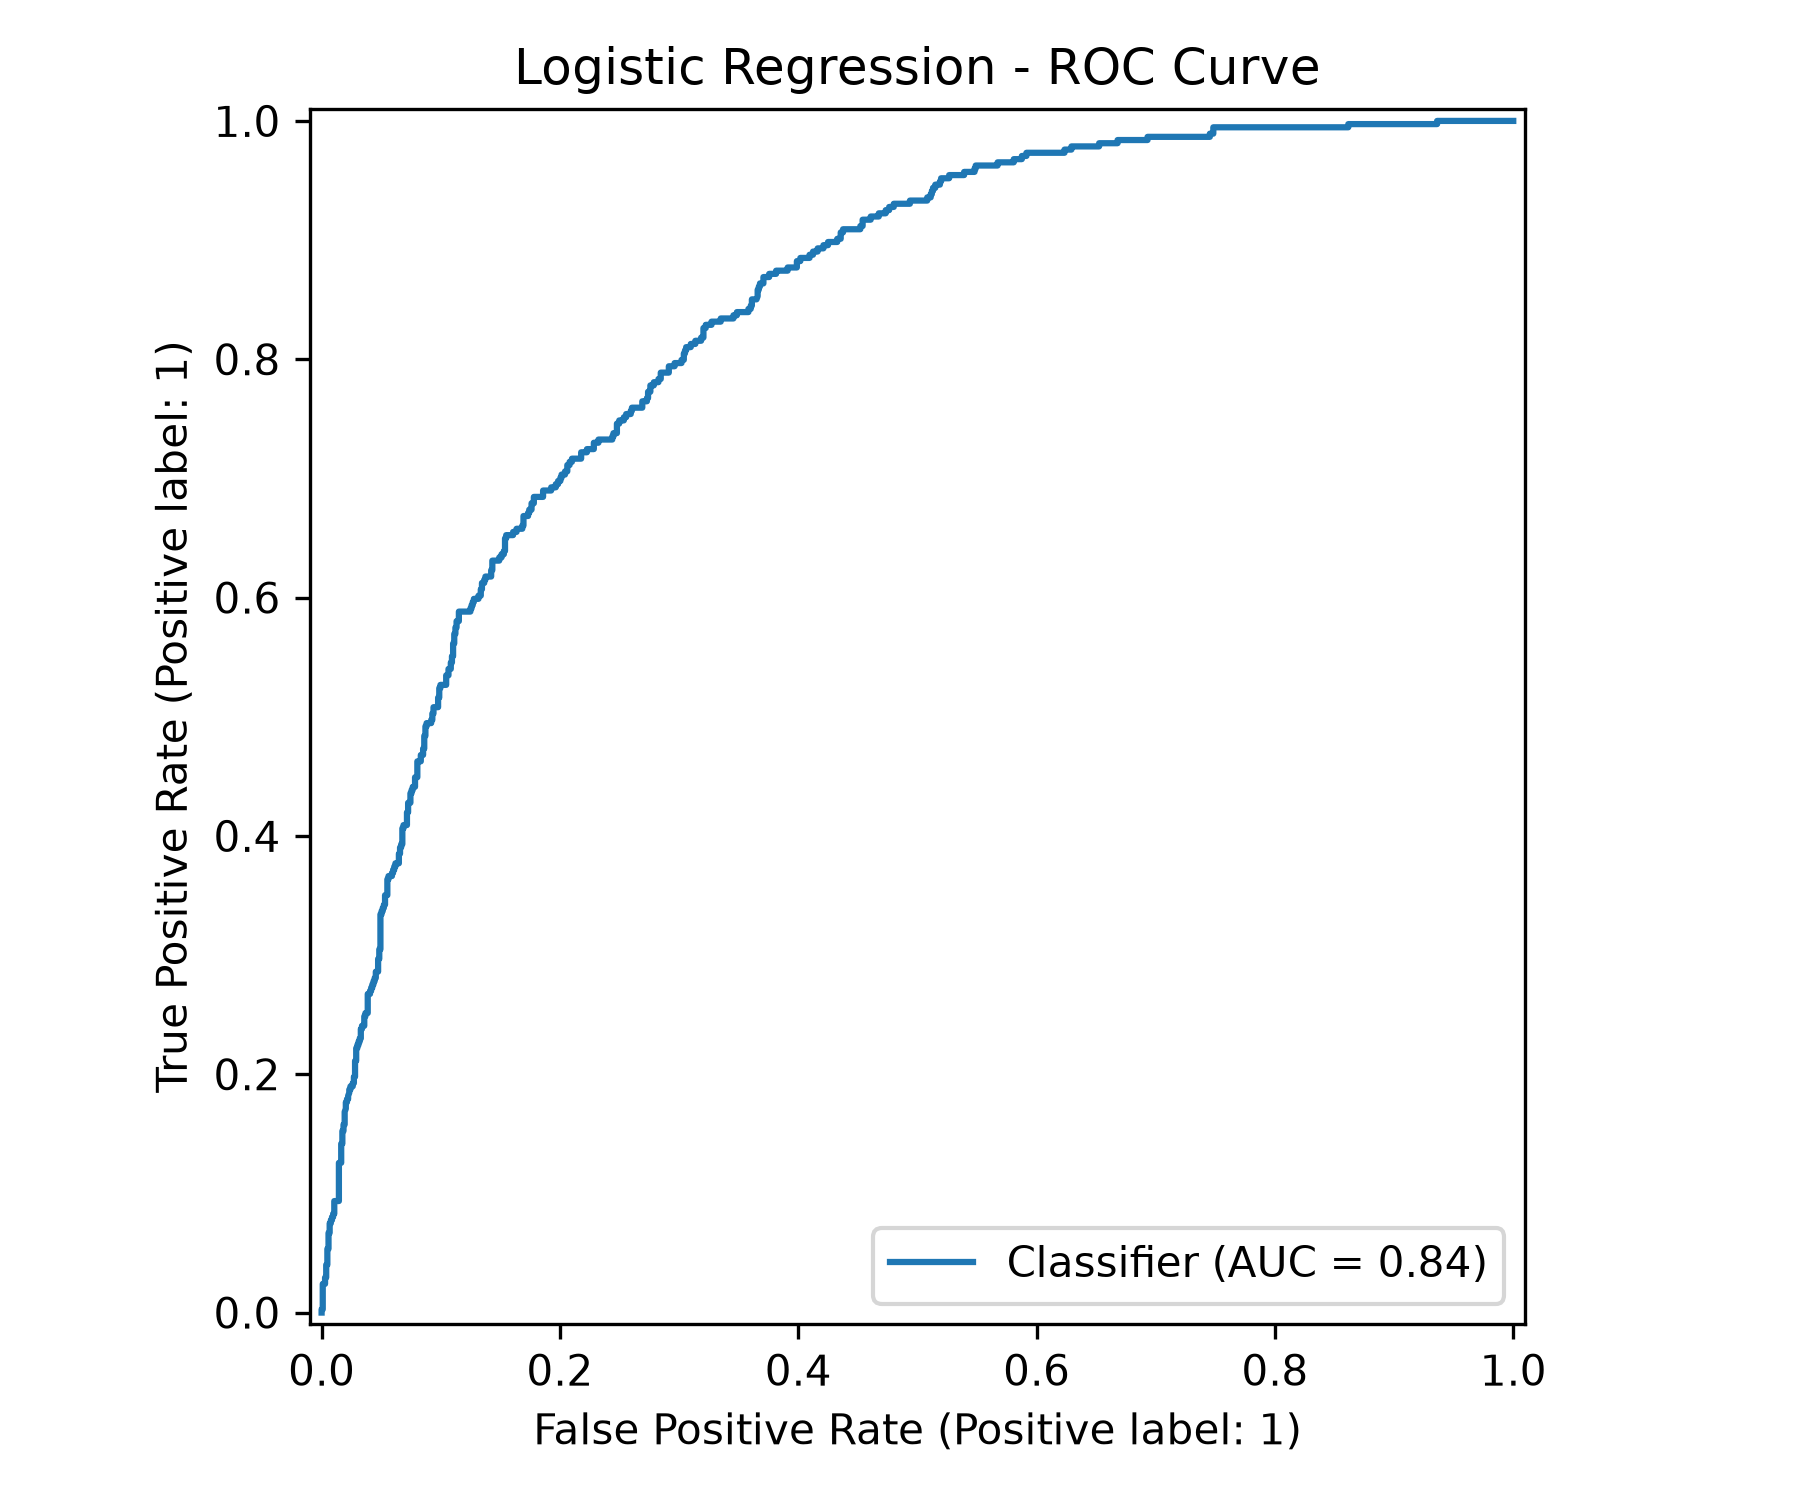 Logistic Regression - ROC Curve
True Positive Rate (Positive label: 1)
1.0
0.8
0.6
0.4
0.2
0.0
Classifier (AUC = 0.84)
0.0 0.2 0.4 0.6 0.8 1.0
False Positive Rate (Positive label: 1)